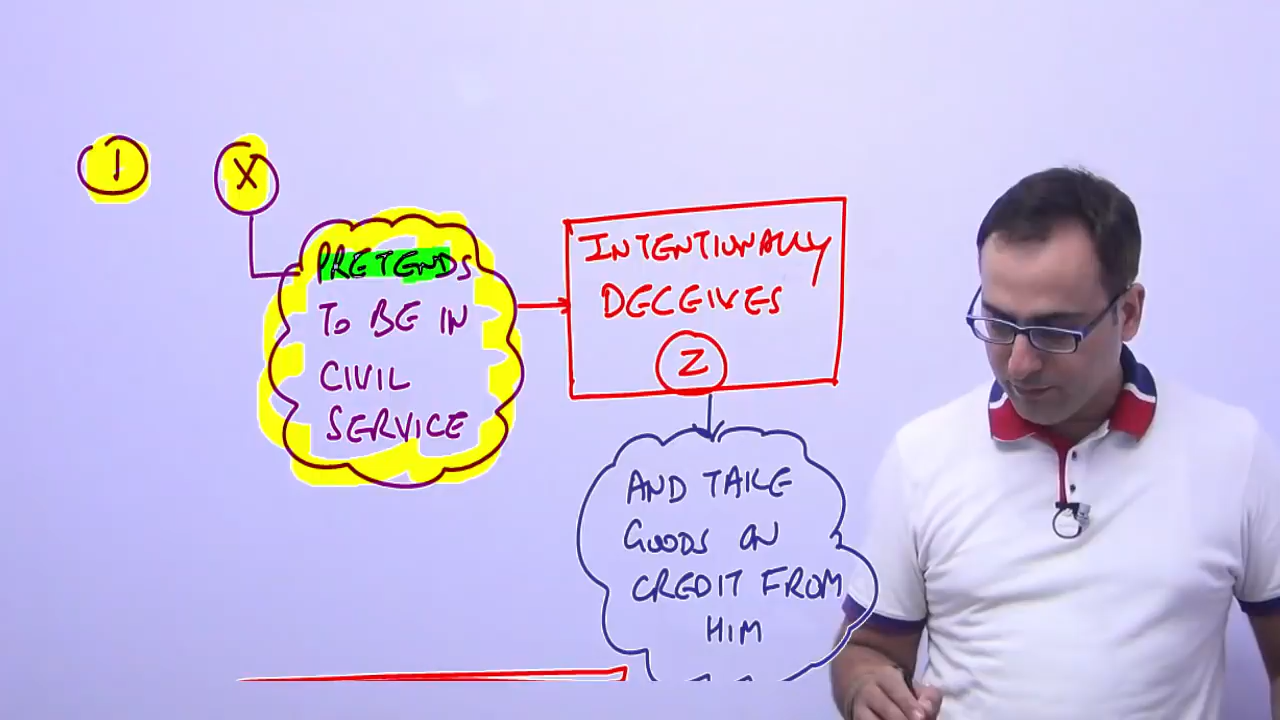 1
X
PRETENDS
TO BE IN
CIVIL
SERVICE
INTENTIONALLY
DECEIVES
Z
AND TAKE
GOODS ON
CREDIT FROM
HIM